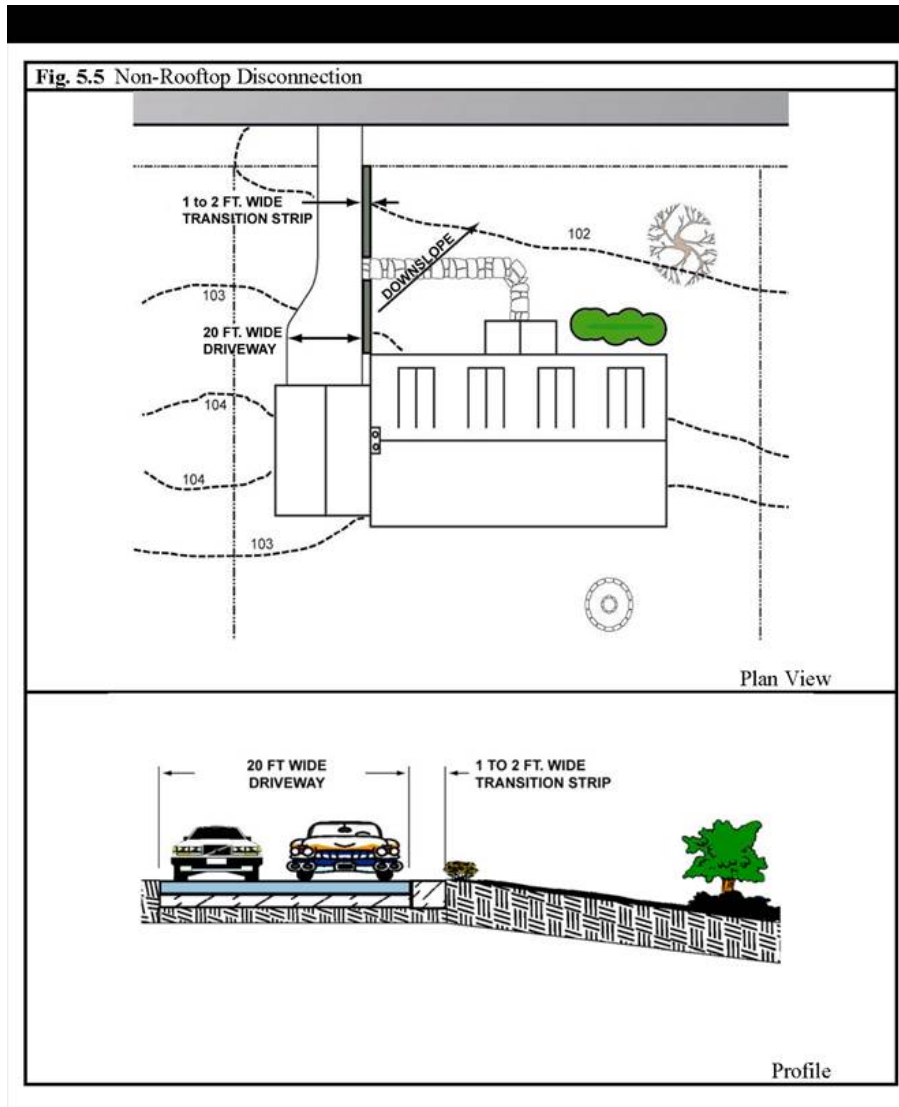 Fig. 5.5 Non-Rooftop Disconnection
1 to 2 FT. WIDE
TRANSITION STRIP
DOWNSLOPE
102
103
20 FT. WIDE
DRIVEWAY
104
104
103
Plan View
20 FT WIDE
DRIVEWAY
1 TO 2 FT. WIDE
TRANSITION STRIP
Profile